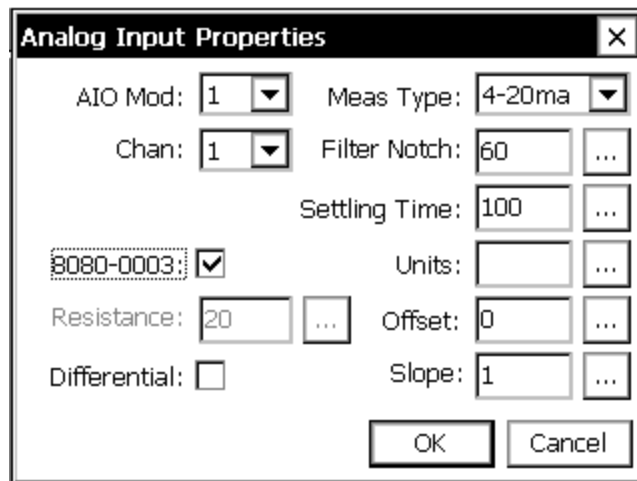 Analog Input Properties
AIO Mod: 1 Meas Type: 4-20ma
Chan: 1 Filter Notch: 60 ...
Settling Time: 100 ...
8080-0003: Units: ...
Resistance: 20 ... Offset: 0 ...
Differential: Slope: 1 ...
OK Cancel